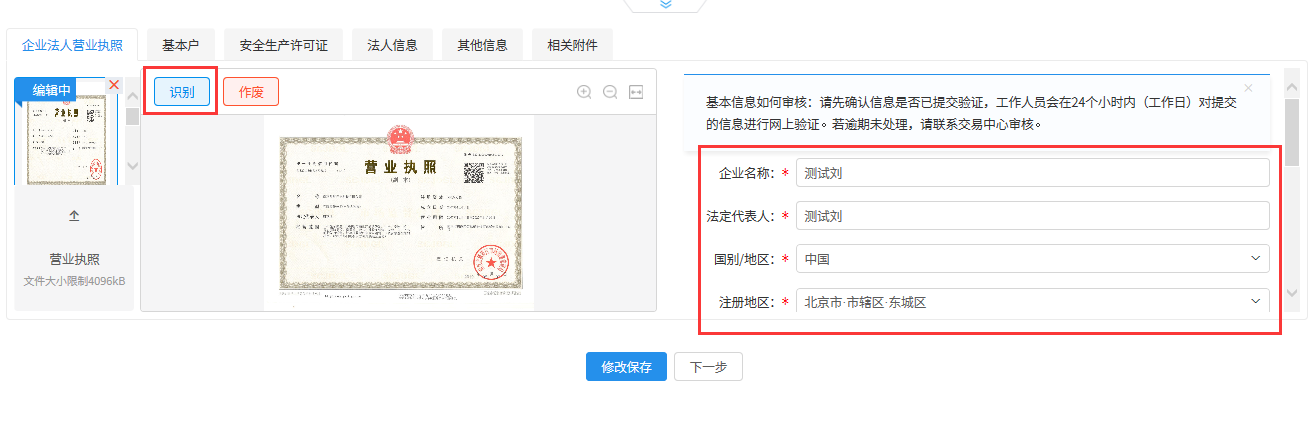 企业法人营业执照
基本户
安全生产许可证
法人信息
其他信息
相关附件
编辑中
营业执照
文件大小限制4096kB
识别
作废
营业执照
(副 本)
基本信息如何审核：请先确认信息是否已提交验证，工作人员会在24个小时内（工作日）对提
交的信息进行网上验证。若逾期未处理，请联系交易中心审核。
企业名称：* 测试刘
法定代表人：* 测试刘
国别/地区：* 中国
注册地区：* 北京市·市辖区·东城区
修改保存
下一步